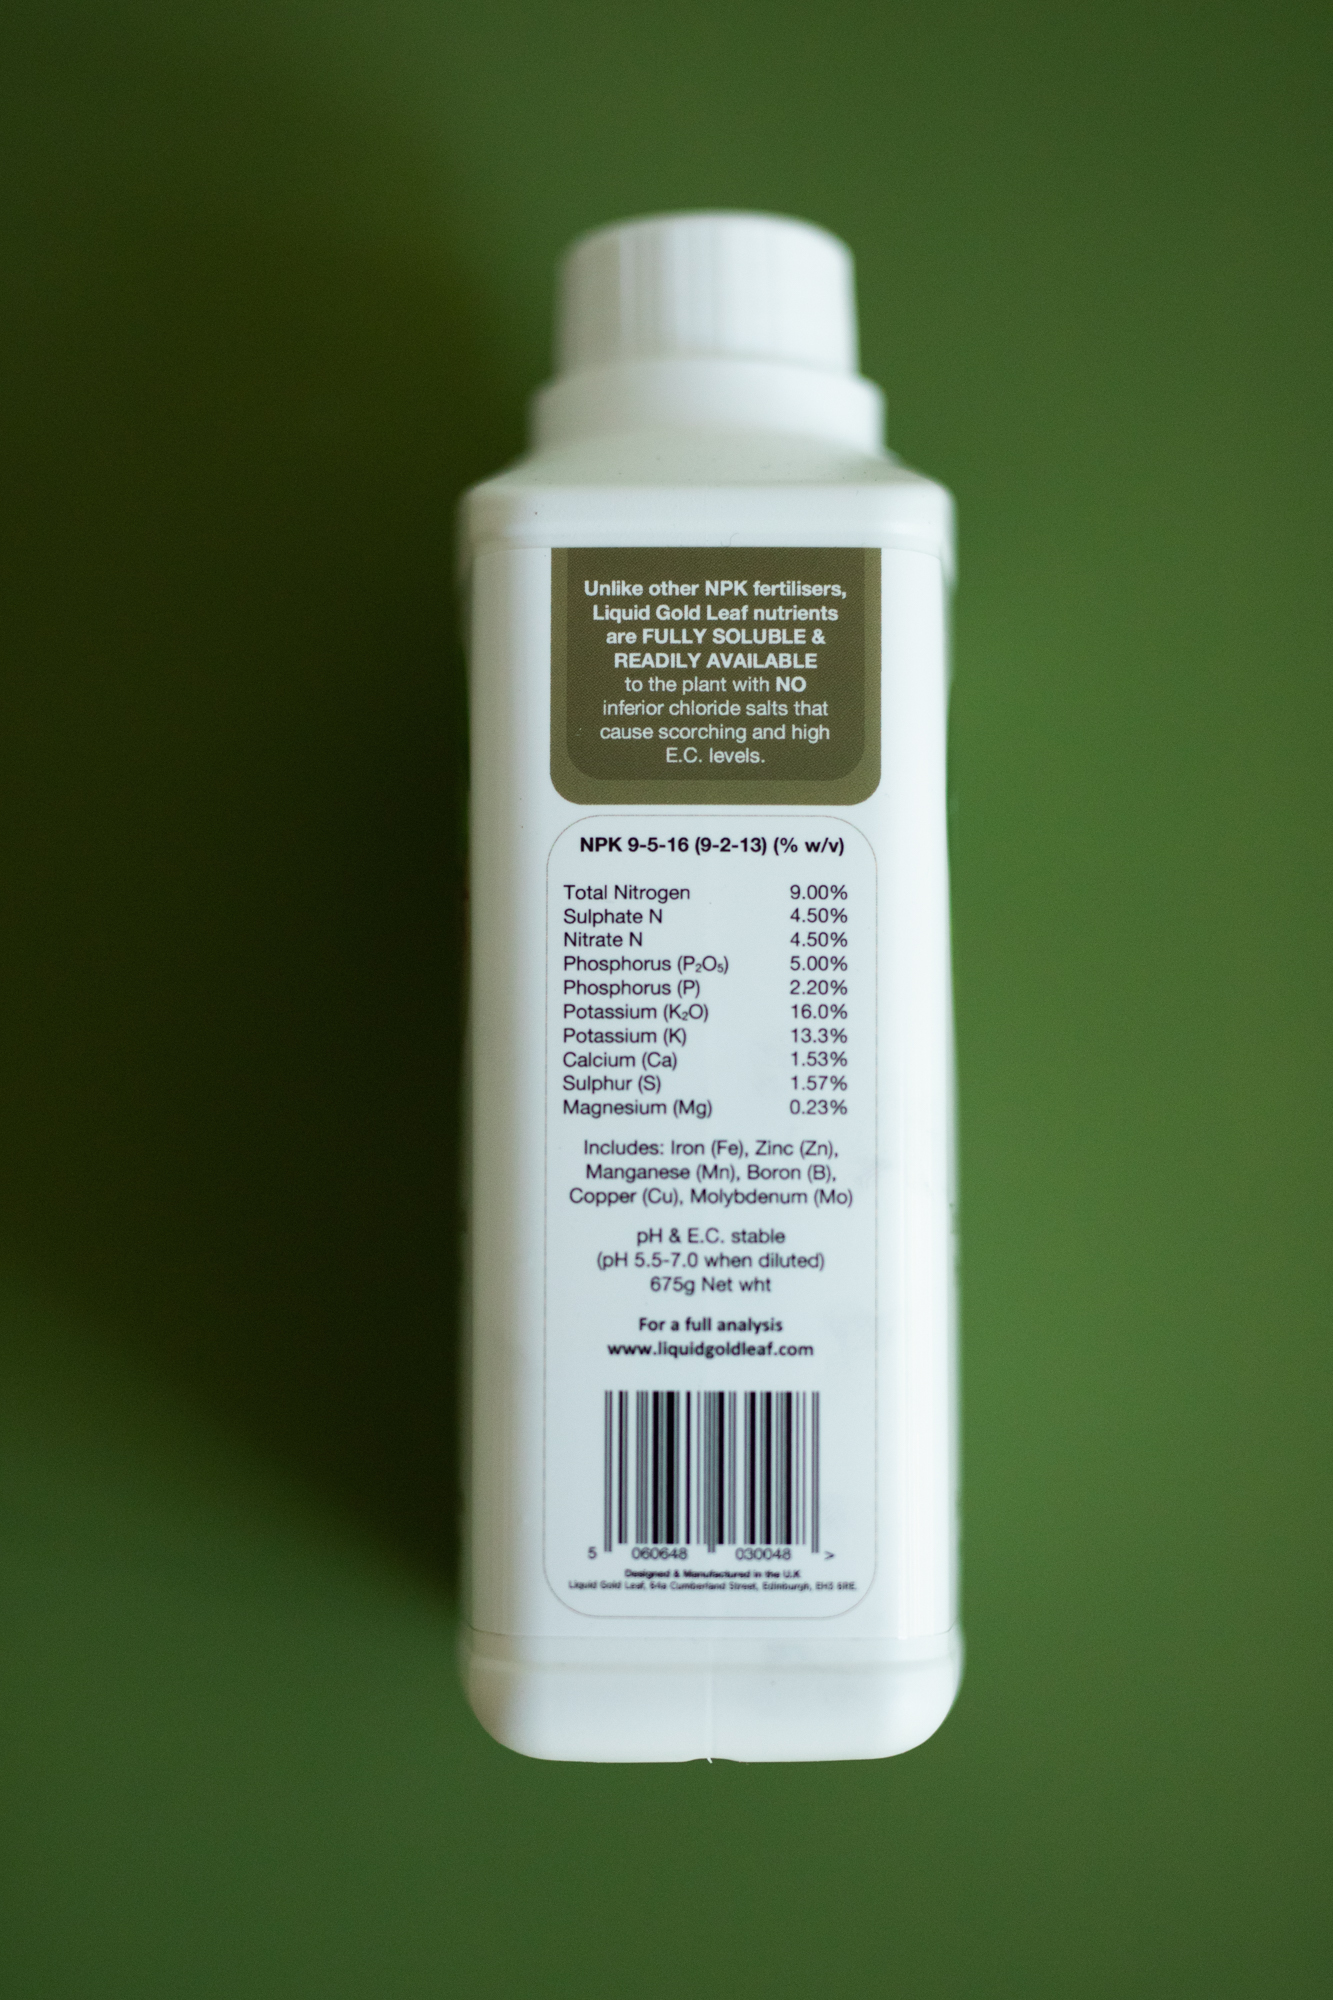 Unlike other NPK fertilisers,
Liquid Gold Leaf nutrients
are FULLY SOLUBLE &
READILY AVAILABLE
to the plant with NO
inferior chloride salts that
cause scorching and high
E.C. levels.
NPK 9-5-16 (9-2-13) (% w/v)
Total Nitrogen 9.00%
Sulphate N 4.50%
Nitrate N 4.50%
Phosphorus (P₂O₅) 5.00%
Phosphorus (P) 2.20%
Potassium (K₂O) 16.0%
Potassium (K) 13.3%
Calcium (Ca) 1.53%
Sulphur (S) 1.57%
Magnesium (Mg) 0.23%
Includes: Iron (Fe), Zinc (Zn),
Manganese (Mn), Boron (B),
Copper (Cu), Molybdenum (Mo)
pH & E.C. stable
(pH 5.5-7.0 when diluted)
675g Net wht
For a full analysis
www.liquidgoldleaf.com
5 060648 030048 >
Designed & Manufactured in the U.K
Liquid Gold Leaf, 64a Cumberland Street, Edinburgh, EH3 6RE.